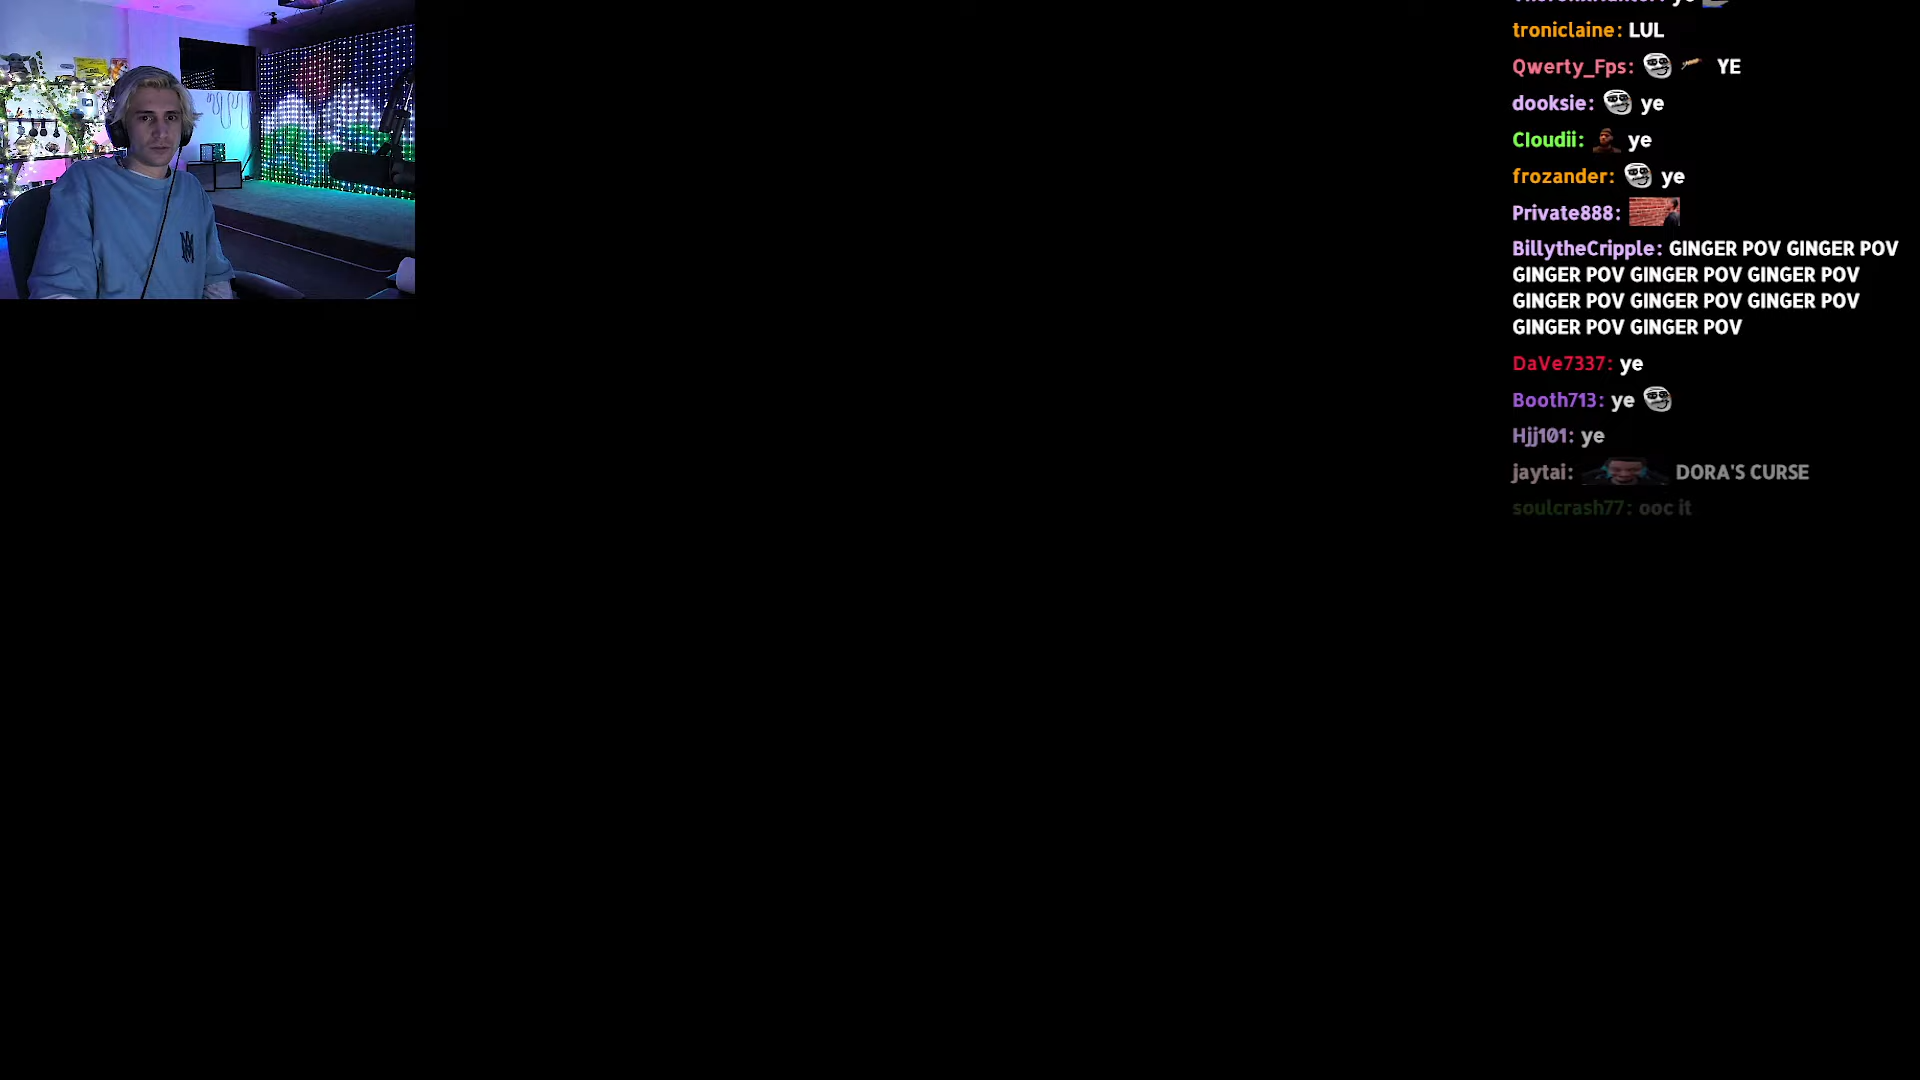 troniclaine: LUL
Qwerty_Fps: YE
dooksie: ye
Cloudii: ye
frozander: ye
Private888:
BillytheCripple: GINGER POV GINGER POV
GINGER POV GINGER POV GINGER POV
GINGER POV GINGER POV GINGER POV
GINGER POV GINGER POV
DaVe7337: ye
Booth713: ye
Hjj101: ye
jaytai: DORA'S CURSE
soulcrash77: ooc it